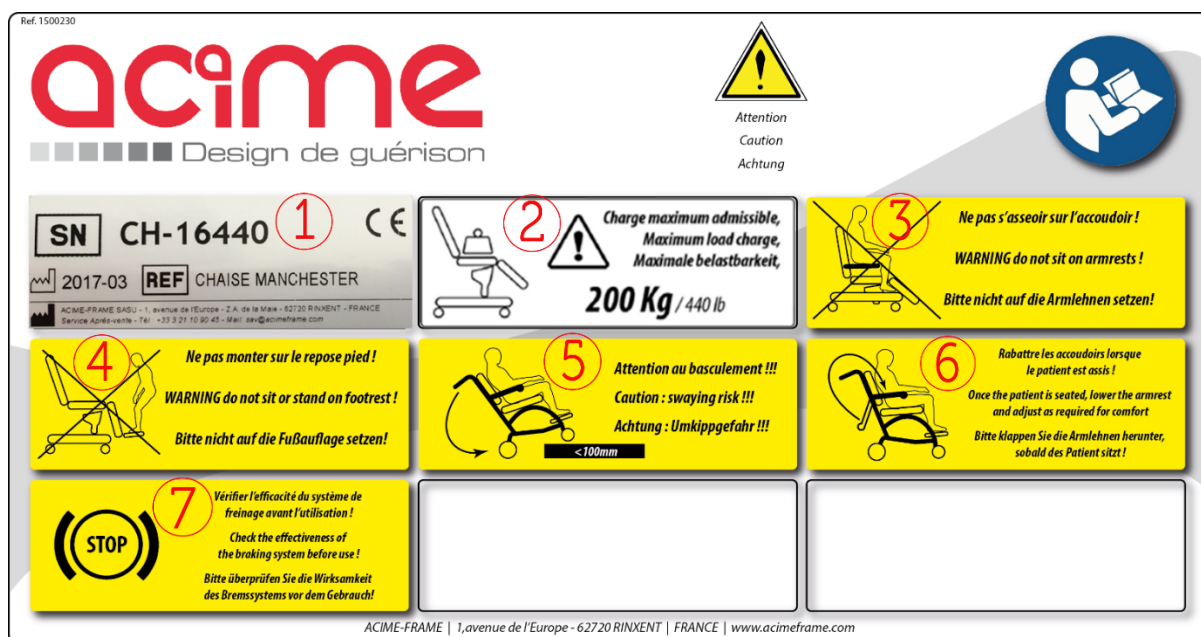 Ref. 1500230
acime
Design de guérison
Attention
Caution
Achtung
1
SN CH-16440 CE
2017-03 REF CHAISE MANCHESTER
ACIME-FRAME SASU - 1, avenue de l'Europe - Z.A. de la Maie - 62720 RINXENT - FRANCE
Service Après-vente - Tél : +33 3 21 10 90 45 - Mail: sav@acimeframe.com
2
Charge maximum admissible,
Maximum load charge,
Maximale belastbarkeit,
200 Kg / 440 lb
3
Ne pas s'asseoir sur l'accoudoir !
WARNING do not sit on armrests !
Bitte nicht auf die Armlehnen setzen!
4
Ne pas monter sur le repose pied !
WARNING do not sit or stand on footrest !
Bitte nicht auf die Fußauflage setzen!
5
Attention au basculement !!!
Caution : swaying risk !!!
Achtung : Umkippgefahr !!!
<100mm
6
Rabattre les accoudoirs lorsque
le patient est assis !
Once the patient is seated, lower the armrest
and adjust as required for comfort
Bitte klappen Sie die Armlehnen herunter,
sobald des Patient sitzt !
7
STOP
Vérifier l'efficacité du système de
freinage avant l'utilisation !
Check the effectiveness of
the braking system before use !
Bitte überprüfen Sie die Wirksamkeit
des Bremssystems vor dem Gebrauch!
ACIME-FRAME | 1,avenue de l'Europe - 62720 RINXENT | FRANCE | www.acimeframe.com